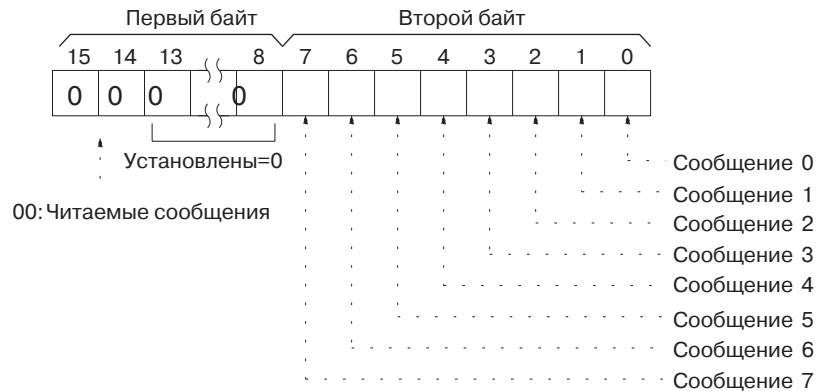 Первый байт Второй байт
15 14 13 8 7 6 5 4 3 2 1 0
0 0 0 0
Установлены=0
00: Читаемые сообщения
Сообщение 0
Сообщение 1
Сообщение 2
Сообщение 3
Сообщение 4
Сообщение 5
Сообщение 6
Сообщение 7